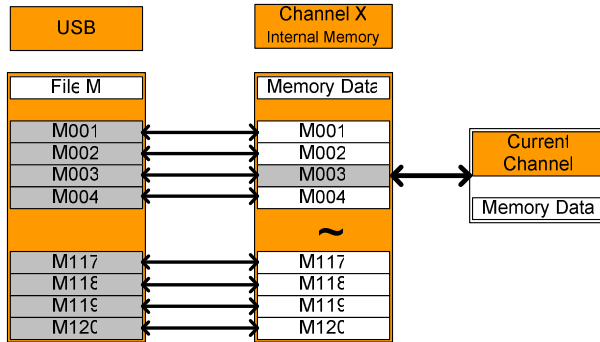 USB
File M
M001
M002
M003
M004
M117
M118
M119
M120
Channel X
Internal Memory
Memory Data
M001
M002
M003
M004
~
M117
M118
M119
M120
Current
Channel
Memory Data